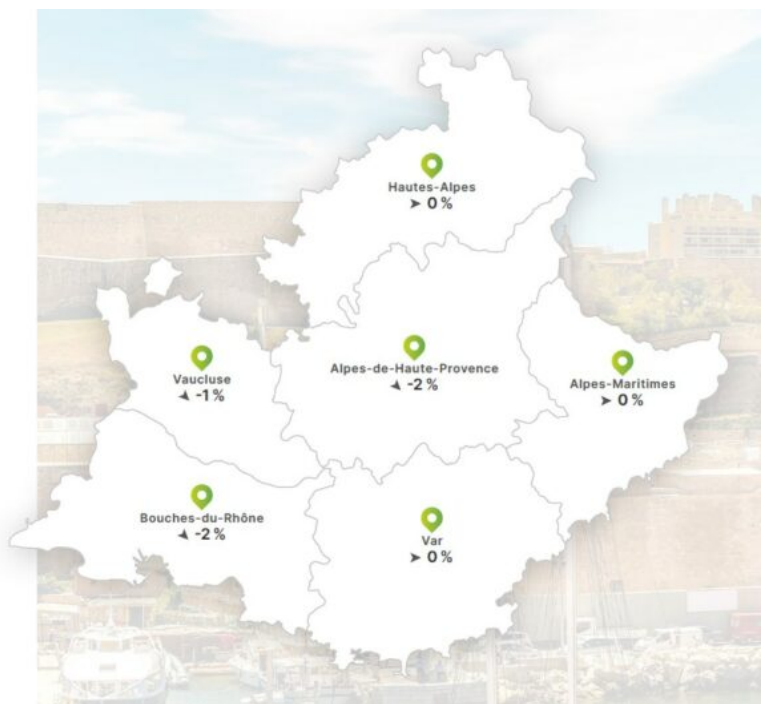 Hautes-Alpes
➤ 0 %
Alpes-de-Haute-Provence
➤ -2 %
Vaucluse
➤ -1 %
Alpes-Maritimes
➤ 0 %
Bouches-du-Rhône
➤ -2 %
Var
➤ 0 %